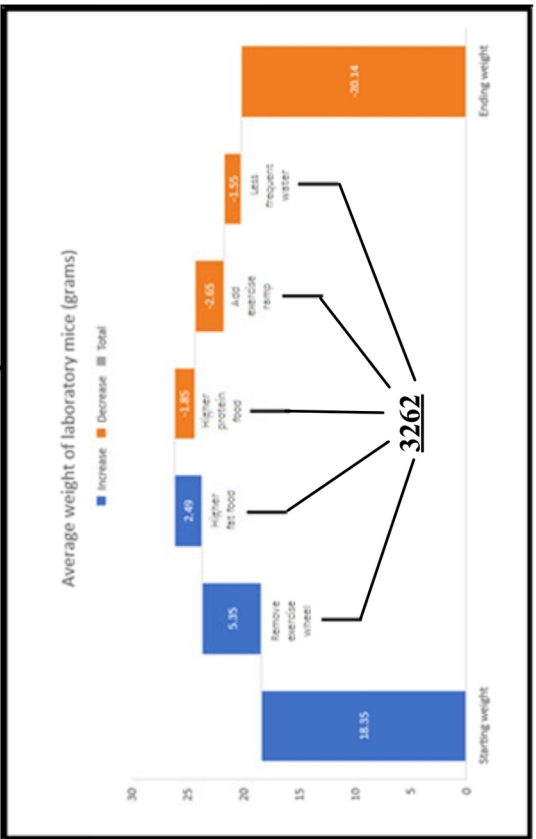 Average weight of laboratory mice (grams)
Increase Decrease Total
30
25
20
15
10
5
0
18.35
5.35
2.49
-1.85
-2.65
-1.55
-20.14
Starting weight
Remove
exercise
wheel
Higher
fat food
Higher
protein
food
Add
exercise
ramp
Less
frequent
water
Ending weight
3262